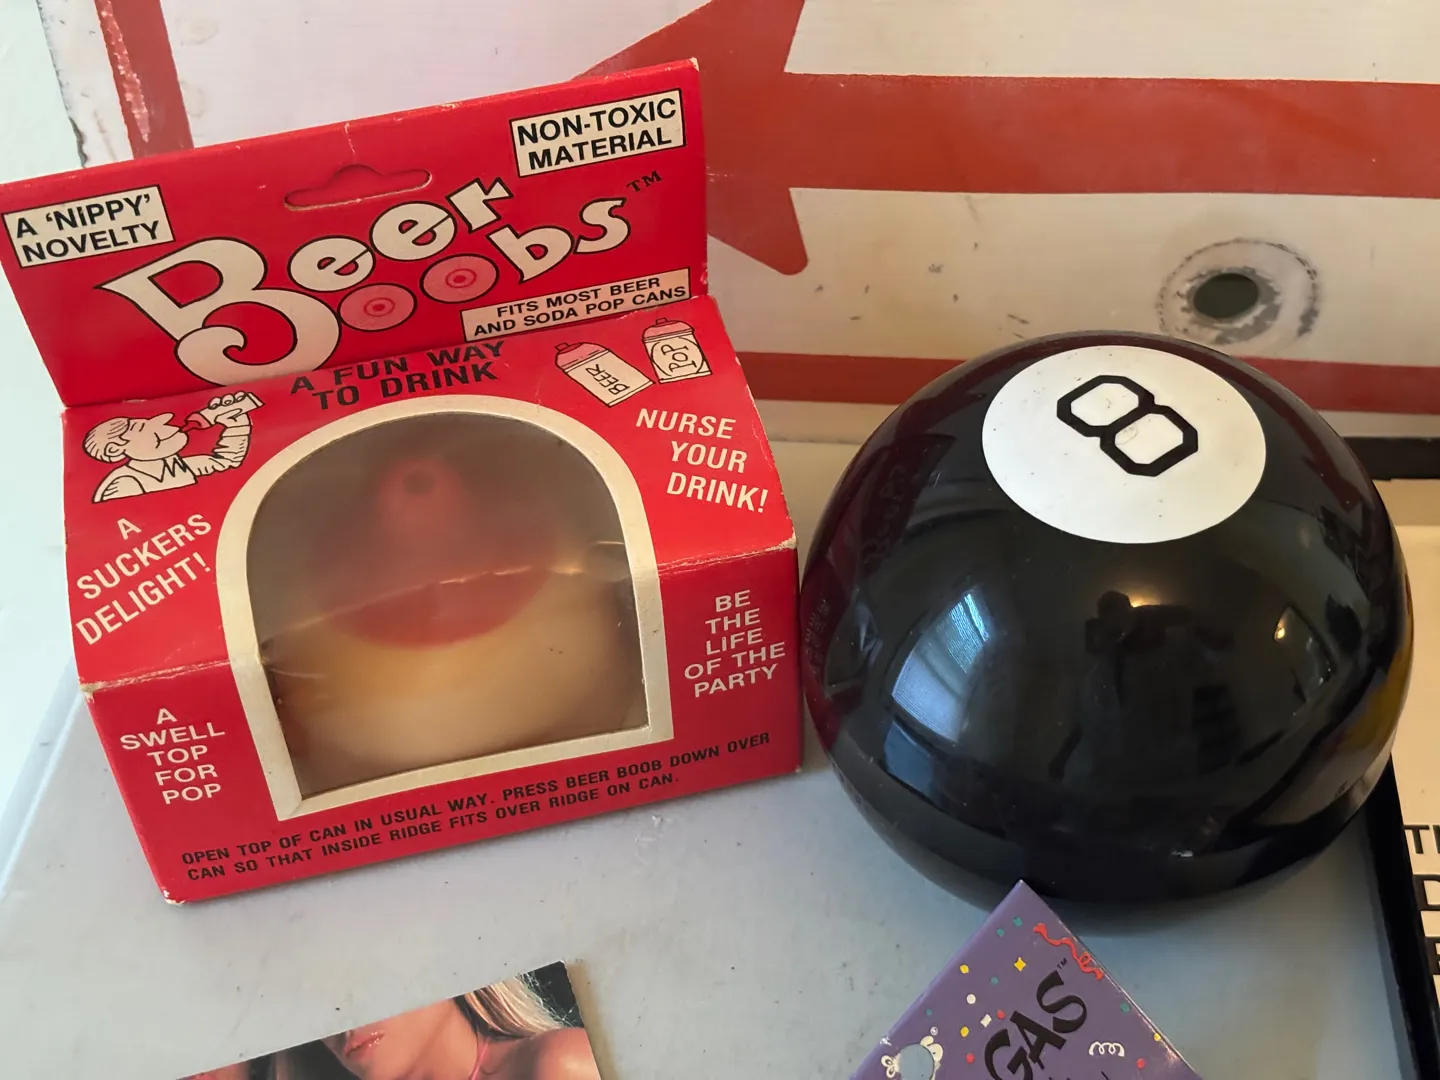 A 'NiPPY'
NOVELTY
NON-TOXIC
MATERIAL
Beer
Boobs™
FITS MOST BEER
AND SODA POP CANS
A FUN WAY
TO DRINK
BEER
POP
A
SUCKERS
DELIGHT!
NURSE
YOUR
DRINK!
A
SWELL
TOP
FOR
POP
BE
THE
LiFE
OF THE
PARTY
OPEN TOP OF CAN IN USUAL WAY. PRESS BEER BOOB DOWN OVER
CAN SO THAT INSIDE RIDGE FITS OVER RIDGE ON CAN.
8
GAS™